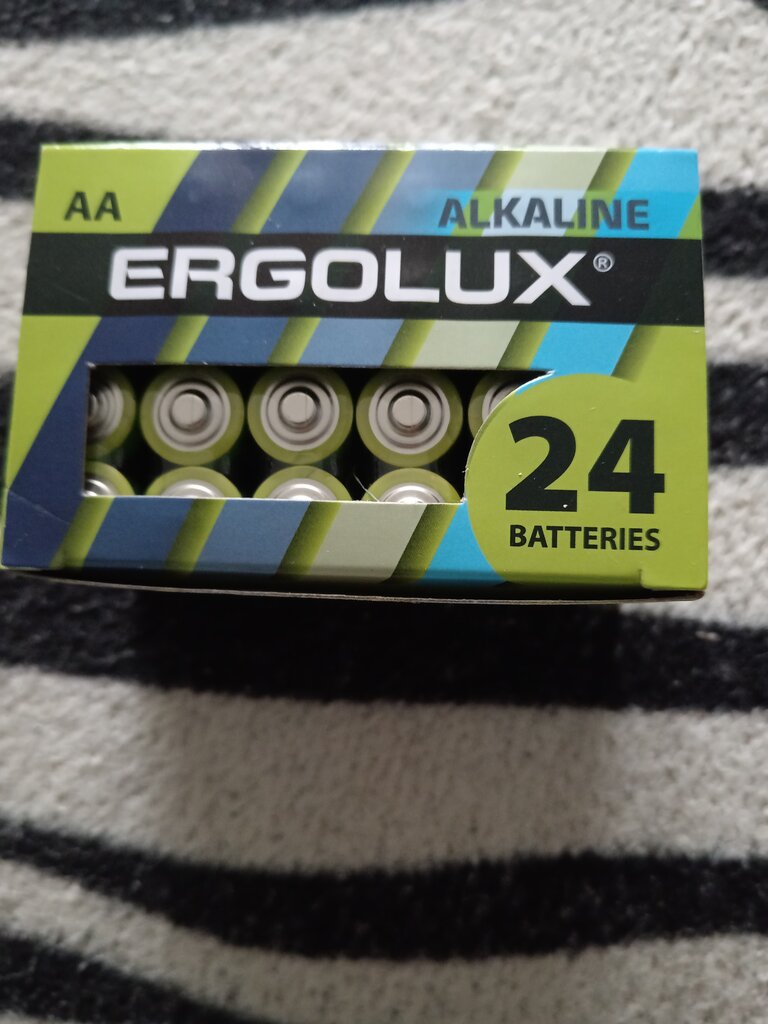 AA
ALKALINE
ERGOLUX®
24
BATTERIES